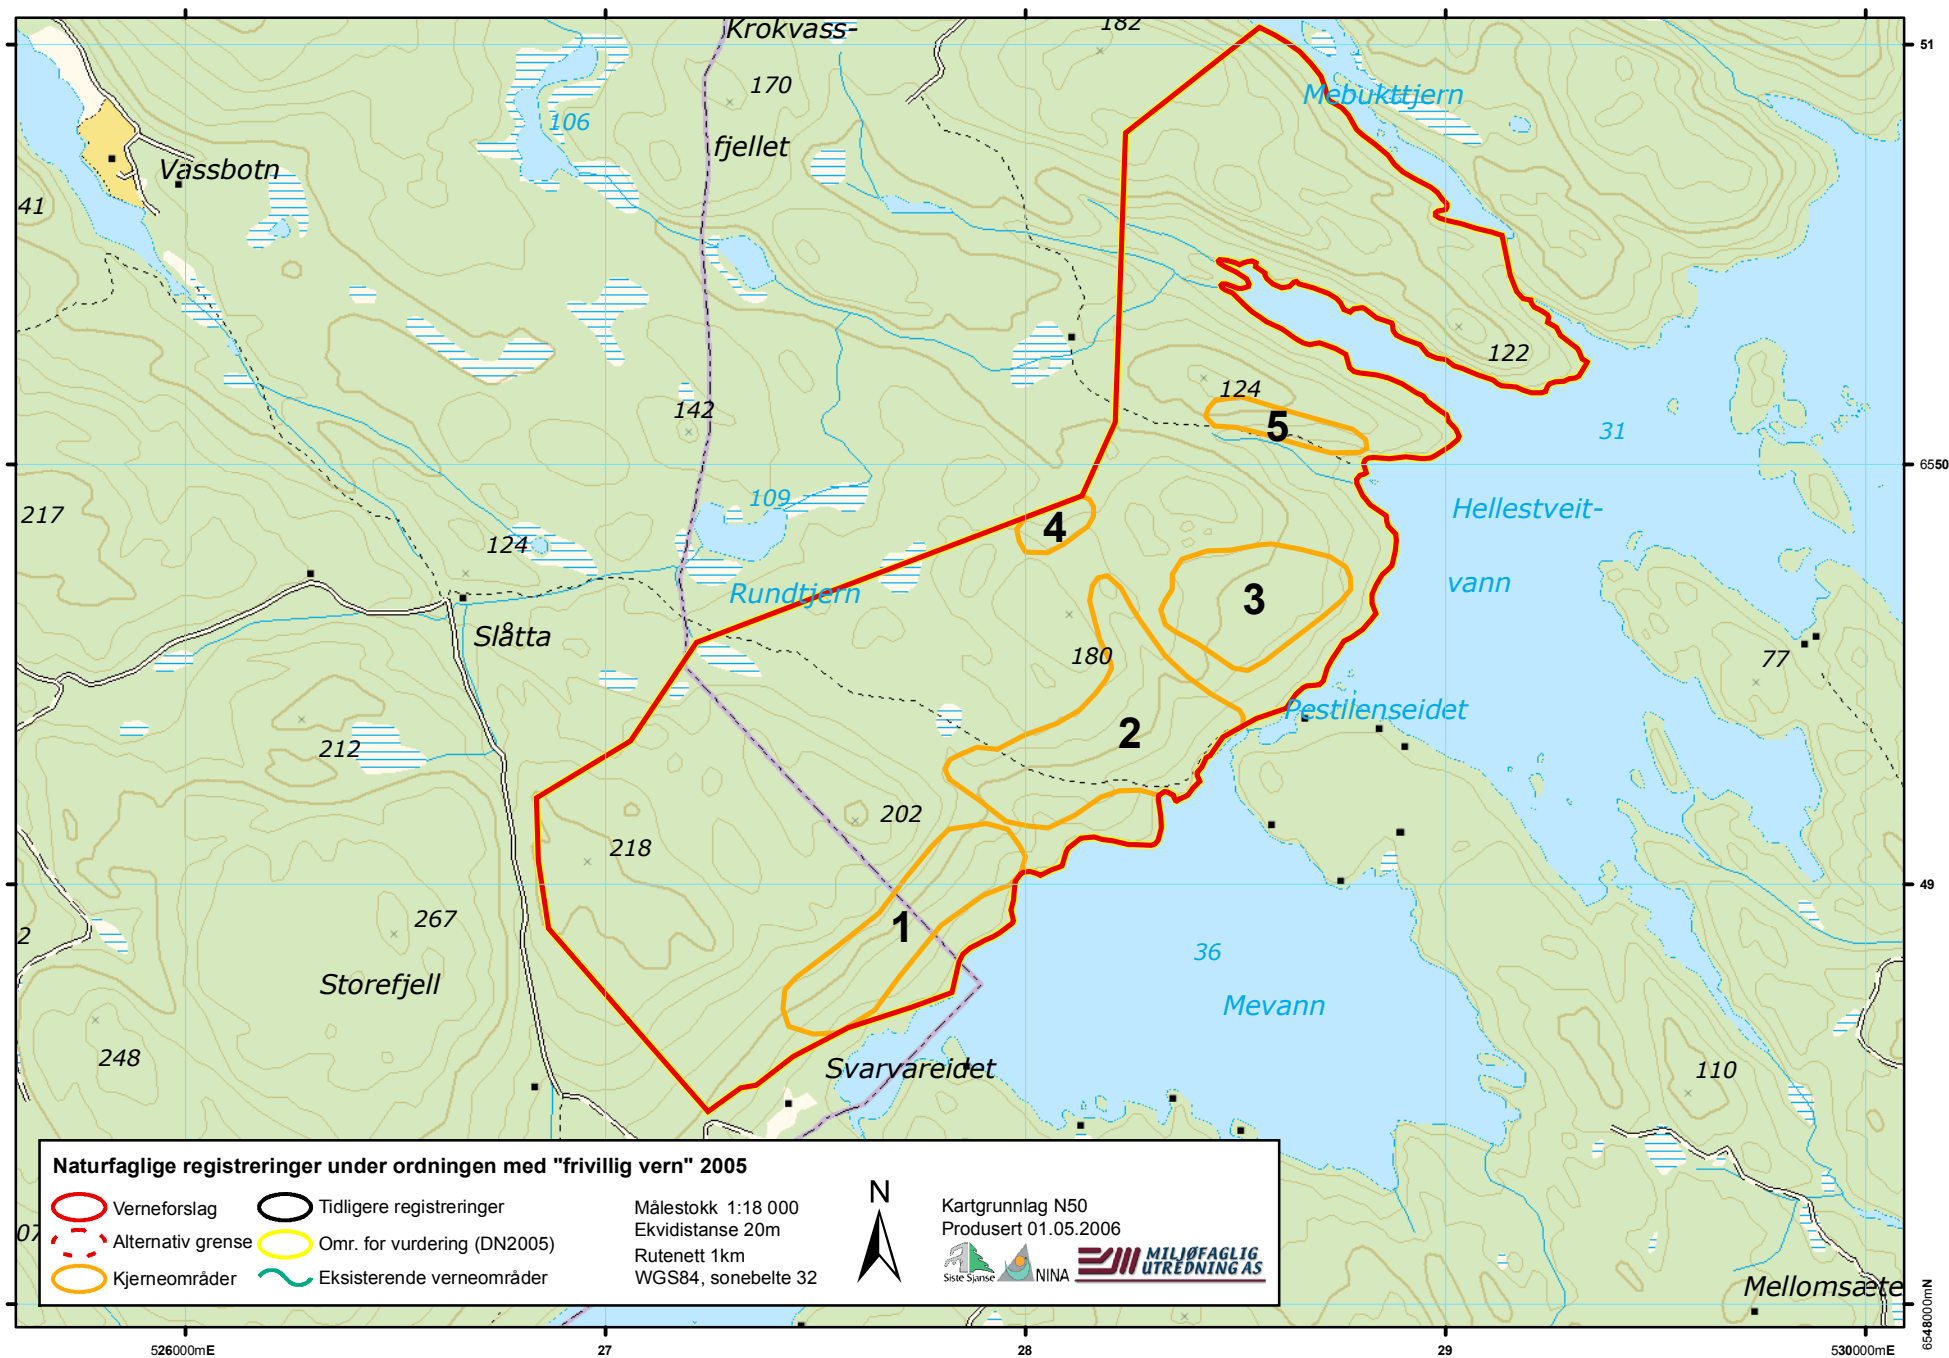 Krokvass-
182
51
170
Mebukttjern
106
fjellet
Vassbotn
41
122
124
142
5
31
6550
109
217
Hellestveit-
4
124
vann
Rundtjern
3
Slåtta
180
77
Pestilenseidet
2
212
202
218
49
267
1
2
36
Storefjell
Mevann
248
Svarvareidet
110
07
Mellomsæte
Naturfaglige registreringer under ordningen med "frivillig vern" 2005
Verneforslag
Alternativ grense
Kjerneområder
Tidligere registreringer
Omr. for vurdering (DN2005)
Eksisterende verneområder
Målestokk 1:18 000
Ekvidistanse 20m
Rutenett 1km
WGS84, sonebelte 32
N
Kartgrunnlag N50
Produsert 01.05.2006
Siste Sjanse
NINA
MILJØFAGLIG
UTREDNING AS
6548000mN
526000mE
27
28
29
530000mE